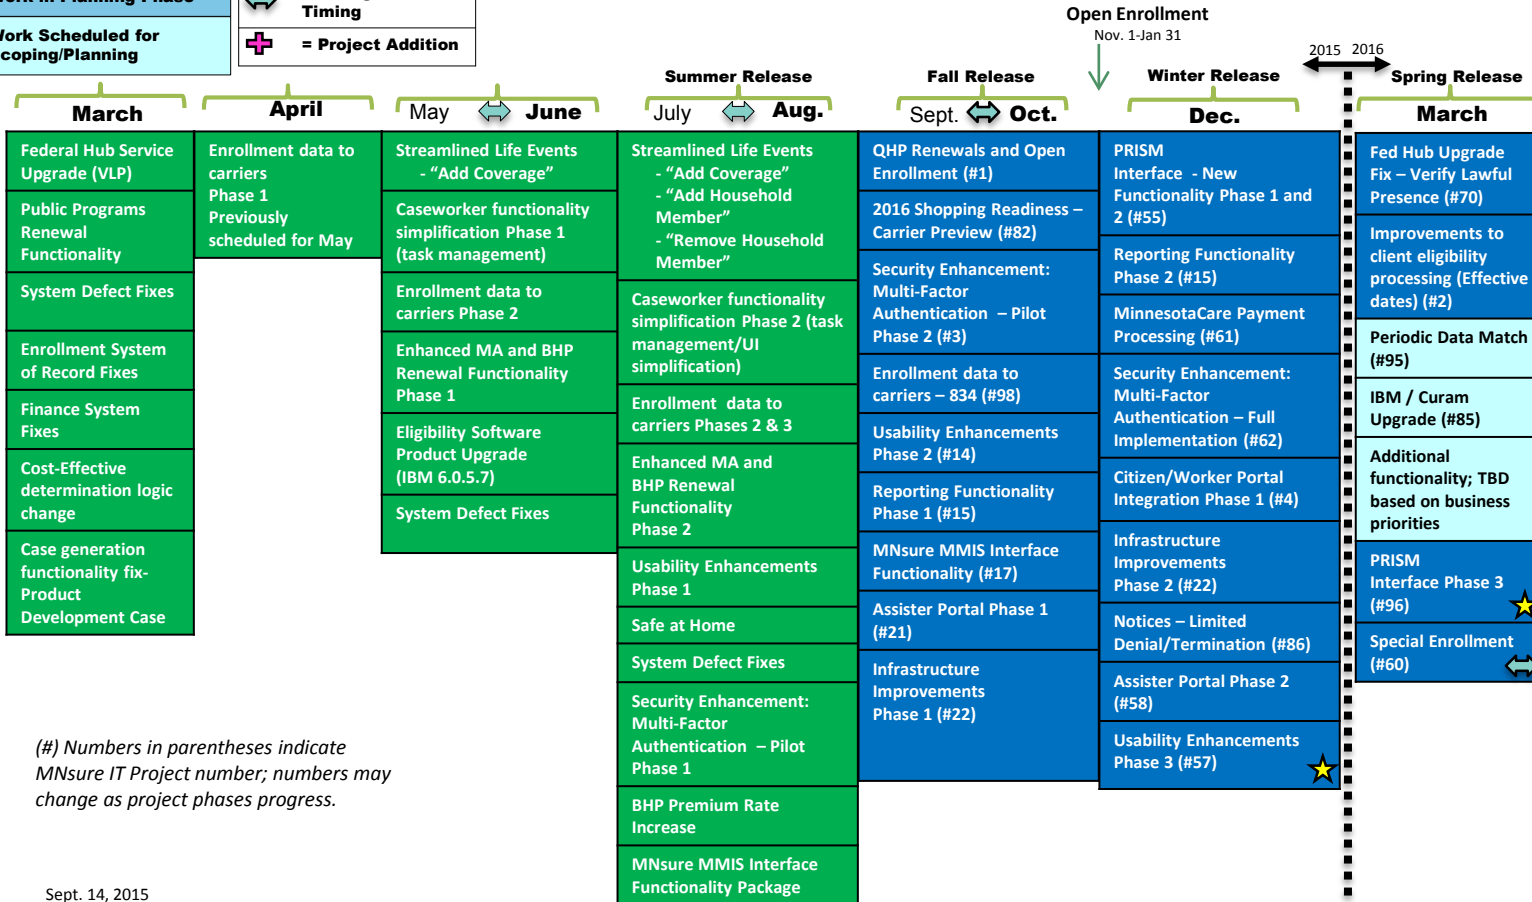 Work in Planning Phase
Work Scheduled for
Scoping/Planning
Timing
= Project Addition
Open Enrollment
Nov. 1-Jan 31
2015 2016
Summer Release
Fall Release
Winter Release
Spring Release
March
April
May
June
July
Aug.
Sept.
Oct.
Dec.
March
Federal Hub Service
Upgrade (VLP)
Public Programs
Renewal
Functionality
System Defect Fixes
Enrollment System
of Record Fixes
Finance System
Fixes
Cost-Effective
determination logic
change
Case generation
functionality fix-
Product
Development Case
Enrollment data to
carriers
Phase 1
Previously
scheduled for May
Streamlined Life Events
- “Add Coverage”
Caseworker functionality
simplification Phase 1
(task management)
Enrollment data to
carriers Phase 2
Enhanced MA and BHP
Renewal Functionality
Phase 1
Eligibility Software
Product Upgrade
(IBM 6.0.5.7)
System Defect Fixes
Streamlined Life Events
- “Add Coverage”
- “Add Household
Member”
- “Remove Household
Member”
Caseworker functionality
simplification Phase 2 (task
management/UI
simplification)
Enrollment data to
carriers Phases 2 & 3
Enhanced MA and
BHP Renewal
Functionality
Phase 2
Usability Enhancements
Phase 1
Safe at Home
System Defect Fixes
Security Enhancement:
Multi-Factor
Authentication – Pilot
Phase 1
BHP Premium Rate
Increase
MNsure MMIS Interface
Functionality Package
QHP Renewals and Open
Enrollment (#1)
2016 Shopping Readiness –
Carrier Preview (#82)
Security Enhancement:
Multi-Factor
Authentication – Pilot
Phase 2 (#3)
Enrollment data to
carriers – 834 (#98)
Usability Enhancements
Phase 2 (#14)
Reporting Functionality
Phase 1 (#15)
MNsure MMIS Interface
Functionality (#17)
Assister Portal Phase 1
(#21)
Infrastructure
Improvements
Phase 1 (#22)
PRISM
Interface - New
Functionality Phase 1 and
2 (#55)
Reporting Functionality
Phase 2 (#15)
MinnesotaCare Payment
Processing (#61)
Security Enhancement:
Multi-Factor
Authentication – Full
Implementation (#62)
Citizen/Worker Portal
Integration Phase 1 (#4)
Infrastructure
Improvements
Phase 2 (#22)
Notices – Limited
Denial/Termination (#86)
Assister Portal Phase 2
(#58)
Usability Enhancements
Phase 3 (#57)
Fed Hub Upgrade
Fix – Verify Lawful
Presence (#70)
Improvements to
client eligibility
processing (Effective
dates) (#2)
Periodic Data Match
(#95)
IBM / Curam
Upgrade (#85)
Additional
functionality; TBD
based on business
priorities
PRISM
Interface Phase 3
(#96)
Special Enrollment
(#60)
(#) Numbers in parentheses indicate
MNsure IT Project number; numbers may
change as project phases progress.
Sept. 14, 2015